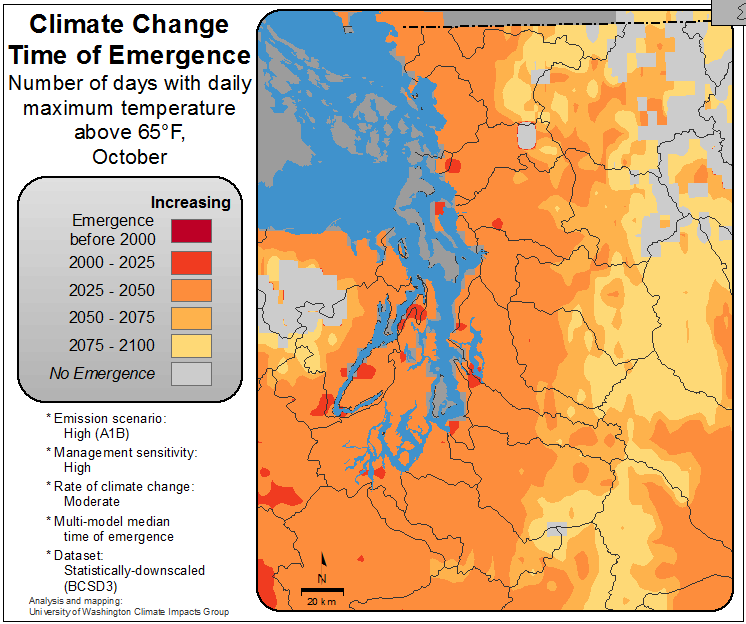 Climate Change
Time of Emergence
Number of days with daily
maximum temperature
above 65°F,
October
Increasing
Emergence
before 2000
2000 - 2025
2025 - 2050
2050 - 2075
2075 - 2100
No Emergence
* Emission scenario:
High (A1B)
* Management sensitivity:
High
* Rate of climate change:
Moderate
* Multi-model median
time of emergence
* Dataset:
Statistically-downscaled
(BCSD3)
Analysis and mapping:
University of Washington Climate Impacts Group
N
20 km